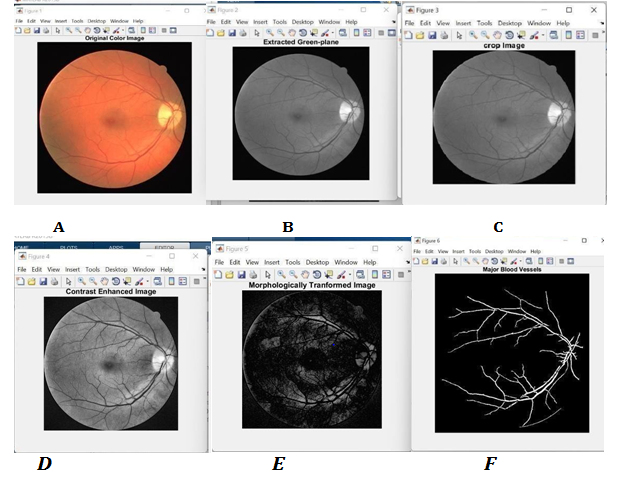 Figure 1
File Edit View Insert Tools Desktop Window Help
Original Color Image
Figure 2
File Edit View Insert Tools Desktop Window Help
Extracted Green-plane
Figure 3
File Edit View Insert Tools Desktop Window Help
crop Image
A
B
C
HOME PLOTS APPS EDITOR
Figure 4
File Edit View Insert Tools Desktop Window Help
Contrast Enhanced Image
Figure 5
File Edit View Insert Tools Desktop Window Help
Morphologically Tranformed Image
Figure 6
File Edit View Insert Tools Desktop Window Help
Major Blood Vessels
D
E
F